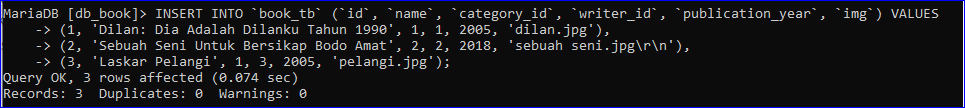 MariaDB [db_book]> INSERT INTO `book_tb` (`id`, `name`, `category_id`, `writer_id`, `publication_year`, `img`) VALUES
    -> (1, 'Dilan: Dia Adalah Dilanku Tahun 1990', 1, 1, 2005, 'dilan.jpg'),
    -> (2, 'Sebuah Seni Untuk Bersikap Bodo Amat', 2, 2, 2018, 'sebuah seni.jpg\r\n'),
    -> (3, 'Laskar Pelangi', 1, 3, 2005, 'pelangi.jpg');
Query OK, 3 rows affected (0.074 sec)
Records: 3  Duplicates: 0  Warnings: 0